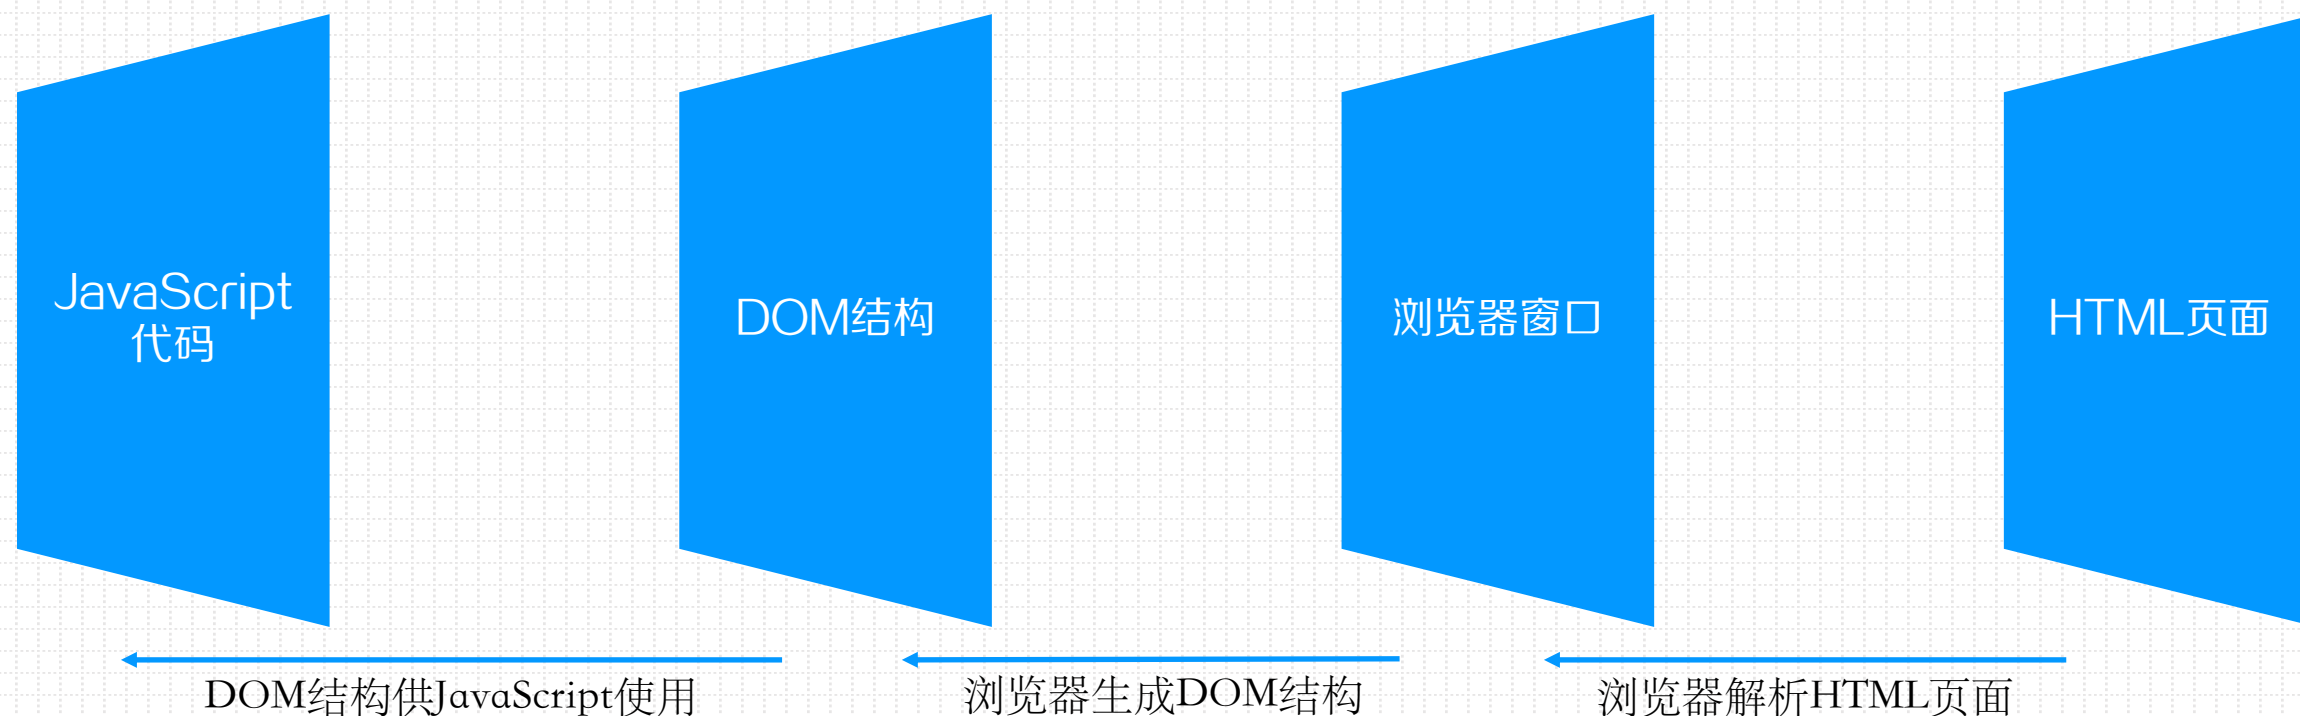 JavaScript
代码
DOM结构
浏览器窗口
HTML页面
DOM结构供JavaScript使用
浏览器生成DOM结构
浏览器解析HTML页面